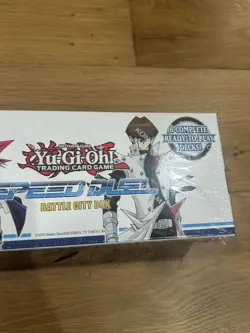 Yu-Gi-Oh!
TRADING CARD GAME
SPEED DUEL
BATTLE CITY BOX
8 COMPLETE
READY-TO-PLAY
DECKS!